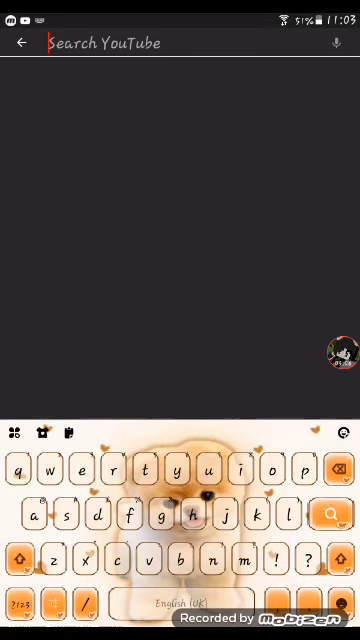 51% 11:03
Search YouTube
q w e r t y u i o p
a s d f g h j k l
z x c v b n m ! ?
?123 / English (UK)
Recorded by MOBIZEN